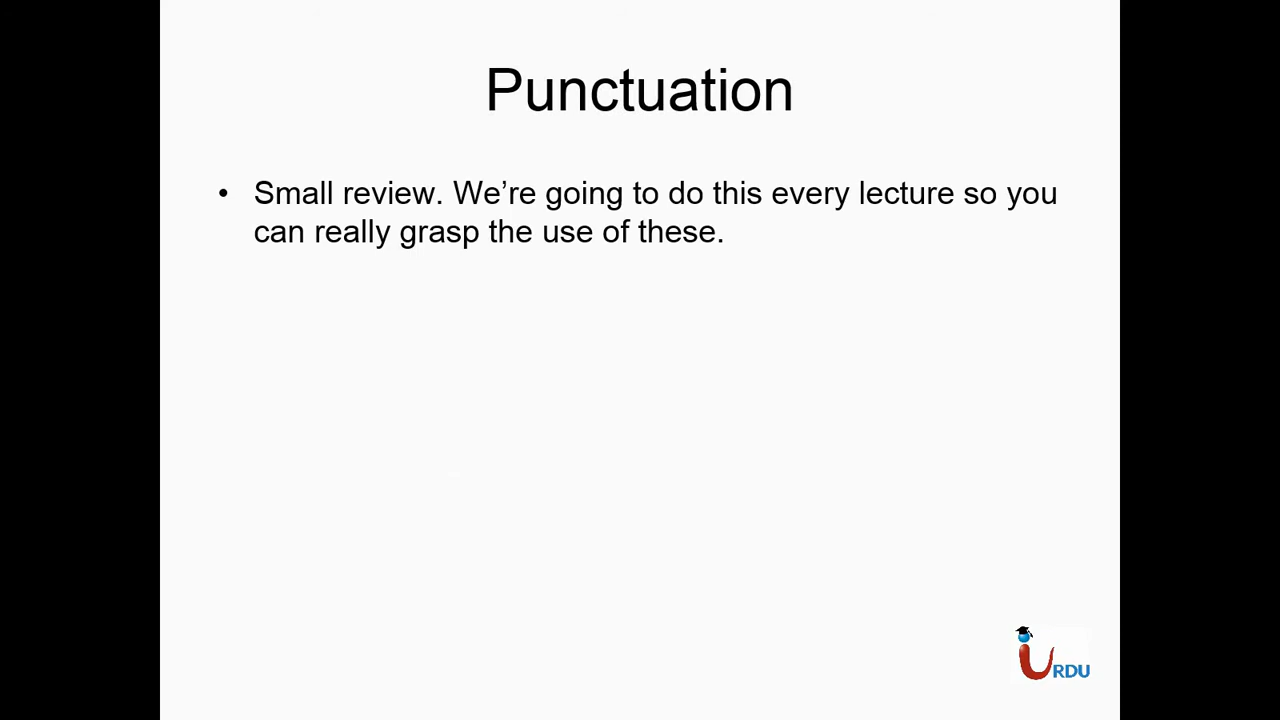 Punctuation
• Small review. We’re going to do this every lecture so you
can really grasp the use of these.
iURDU